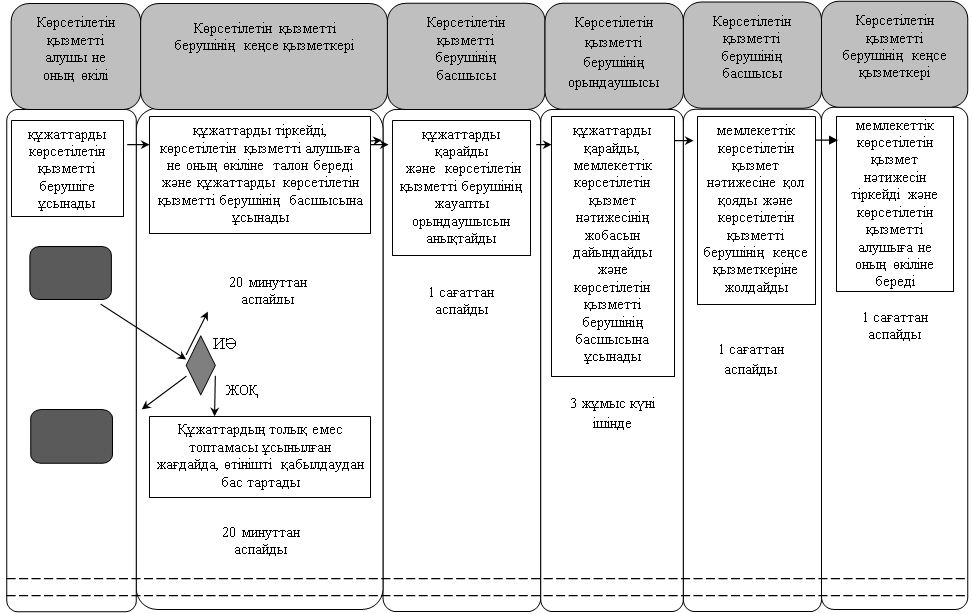 Көрсетілетін
қызметті
алушы не
оның өкілі
Көрсетілетін қызметті
берушінің кеңсе қызметкері
Көрсетілетін
қызметті
берушінің
басшысы
Көрсетілетін
қызметті
берушінің
орындаушысы
Көрсетілетін
қызметті
берушінің
басшысы
Көрсетілетін
қызметті
берушінің кеңсе
қызметкері
құжаттарды
көрсетілетін
қызметті
берушіге
ұсынады
құжаттарды тіркейді,
көрсетілетін қызметті алушыға
не оның өкіліне талон береді
және құжаттарды көрсетілетін
қызметті берушінің басшысына
ұсынады
20 минуттан
аспайды
ИӘ
ЖОҚ
Құжаттардың толық емес
топтамасы ұсынылған
жағдайда, өтінішті қабылдаудан
бас тартады
20 минуттан
аспайды
құжаттарды
қарайды
және көрсетілетін
қызметті берушінің
жауапты
орындаушысын
анықтайды
1 сағаттан
аспайды
құжаттарды
қарайды,
мемлекеттік
көрсетілетін
қызмет
нәтижесінің
жобасын
дайындайды
және
көрсетілетін
қызметті
берушінің
басшысына
ұсынады
3 жұмыс күні
ішінде
мемлекеттік
көрсетілетін
қызмет
нәтижесіне қол
қояды және
көрсетілетін
қызметті
берушінің кеңсе
қызметкеріне
жолдайды
1 сағаттан
аспайды
мемлекеттік
көрсетілетін
қызмет
нәтижесін
тіркейді және
көрсетілетін
қызметті
алушыға не
оның өкіліне
береді
1 сағаттан
аспайды